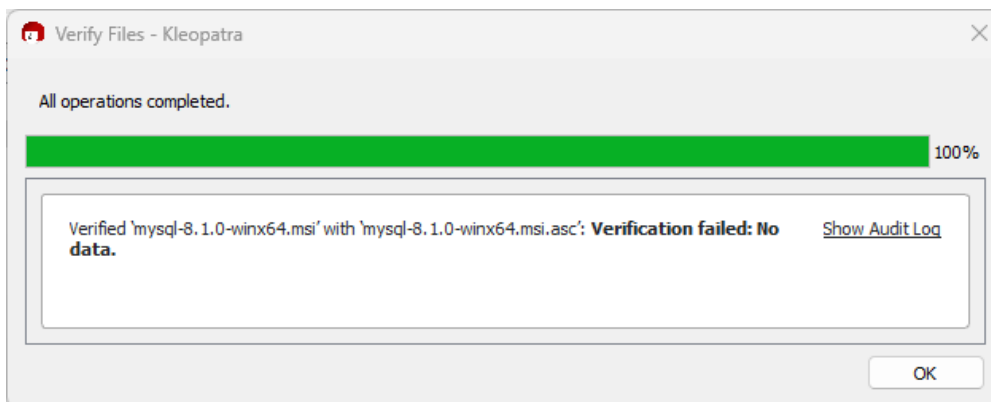 Verify Files - Kleopatra
All operations completed.
100%
Verified 'mysql-8.1.0-winx64.msi' with 'mysql-8.1.0-winx64.msi.asc': Verification failed: No
data.
Show Audit Log
OK